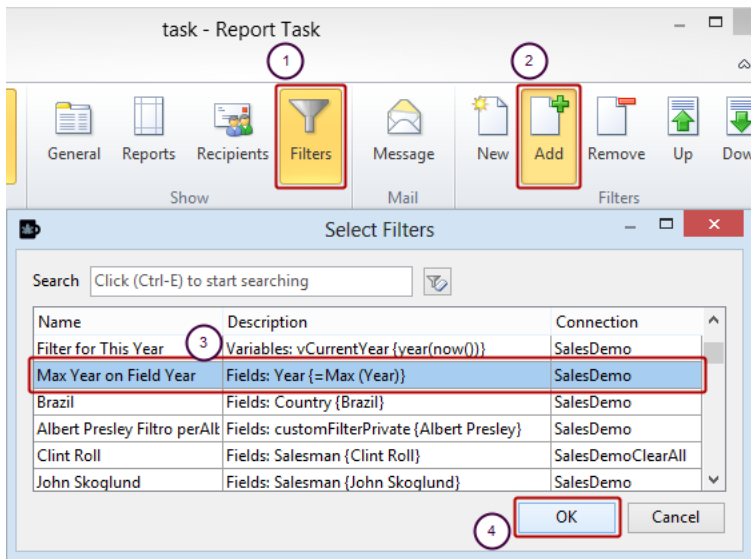 task - Report Task
1
2
General Reports Recipients Filters Message New Add Remove Up Dow
Show Mail Filters
Select Filters
Search Click (Ctrl-E) to start searching
Name Description Connection
3
Filter for This Year Variables: vCurrentYear {year(now())} SalesDemo
Max Year on Field Year Fields: Year {=Max (Year)} SalesDemo
Brazil Fields: Country {Brazil} SalesDemo
Albert Presley Filtro perAlb Fields: customFilterPrivate {Albert Presley} SalesDemo
Clint Roll Fields: Salesman {Clint Roll} SalesDemoClearAll
John Skoglund Fields: Salesman {John Skoglund} SalesDemo
4
OK Cancel